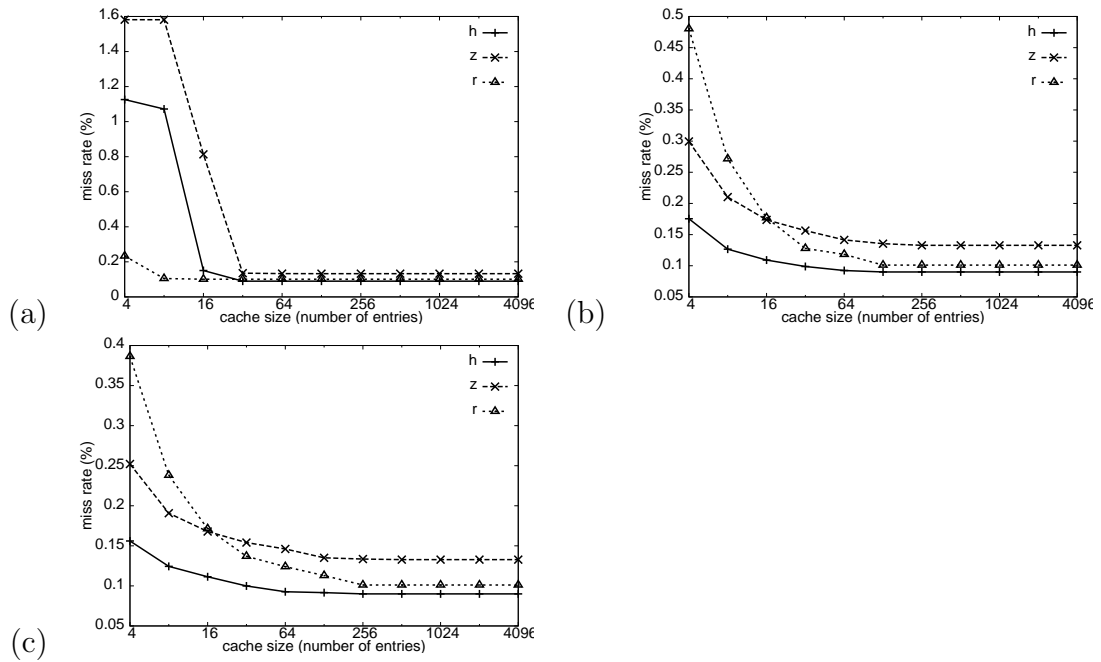 1.6
1.4
1.2
1
0.8
0.6
0.4
0.2
0
miss rate (%)
h
z
r
4 16 64 256 1024 4096
cache size (number of entries)
(a)
0.5
0.45
0.4
0.35
0.3
0.25
0.2
0.15
0.1
0.05
miss rate (%)
h
z
r
4 16 64 256 1024 4096
cache size (number of entries)
(b)
0.4
0.35
0.3
0.25
0.2
0.15
0.1
0.05
miss rate (%)
h
z
r
4 16 64 256 1024 4096
cache size (number of entries)
(c)